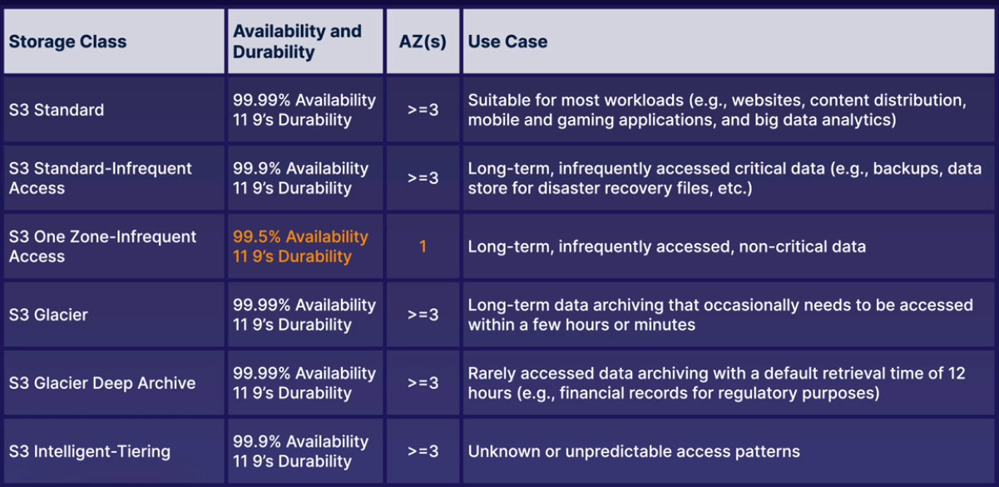 Storage Class
Availability and
Durability
AZ(s)
Use Case
S3 Standard
99.99% Availability
11 9's Durability
>=3
Suitable for most workloads (e.g., websites, content distribution,
mobile and gaming applications, and big data analytics)
S3 Standard-Infrequent
Access
99.9% Availability
11 9's Durability
>=3
Long-term, infrequently accessed critical data (e.g., backups, data
store for disaster recovery files, etc.)
S3 One Zone-Infrequent
Access
99.5% Availability
11 9's Durability
1
Long-term, infrequently accessed, non-critical data
S3 Glacier
99.99% Availability
11 9's Durability
>=3
Long-term data archiving that occasionally needs to be accessed
within a few hours or minutes
S3 Glacier Deep Archive
99.99% Availability
11 9's Durability
>=3
Rarely accessed data archiving with a default retrieval time of 12
hours (e.g., financial records for regulatory purposes)
S3 Intelligent-Tiering
99.9% Availability
11 9's Durability
>=3
Unknown or unpredictable access patterns